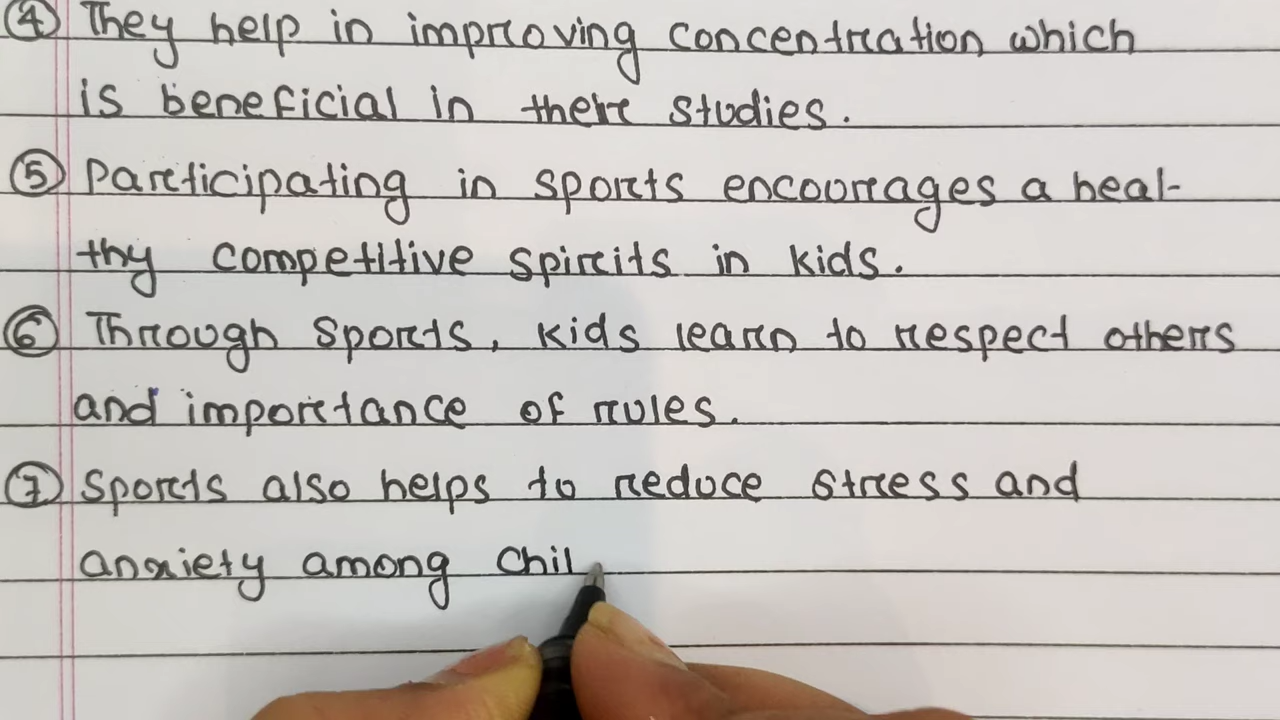 ④ They help in improving concentration which
is beneficial in their studies.
⑤ Participating in sports encourages a heal-
thy competitive spirits in kids.
⑥ Through sports, kids learn to respect others
and importance of rules.
⑦ Sports also helps to reduce stress and
anxiety among Chil